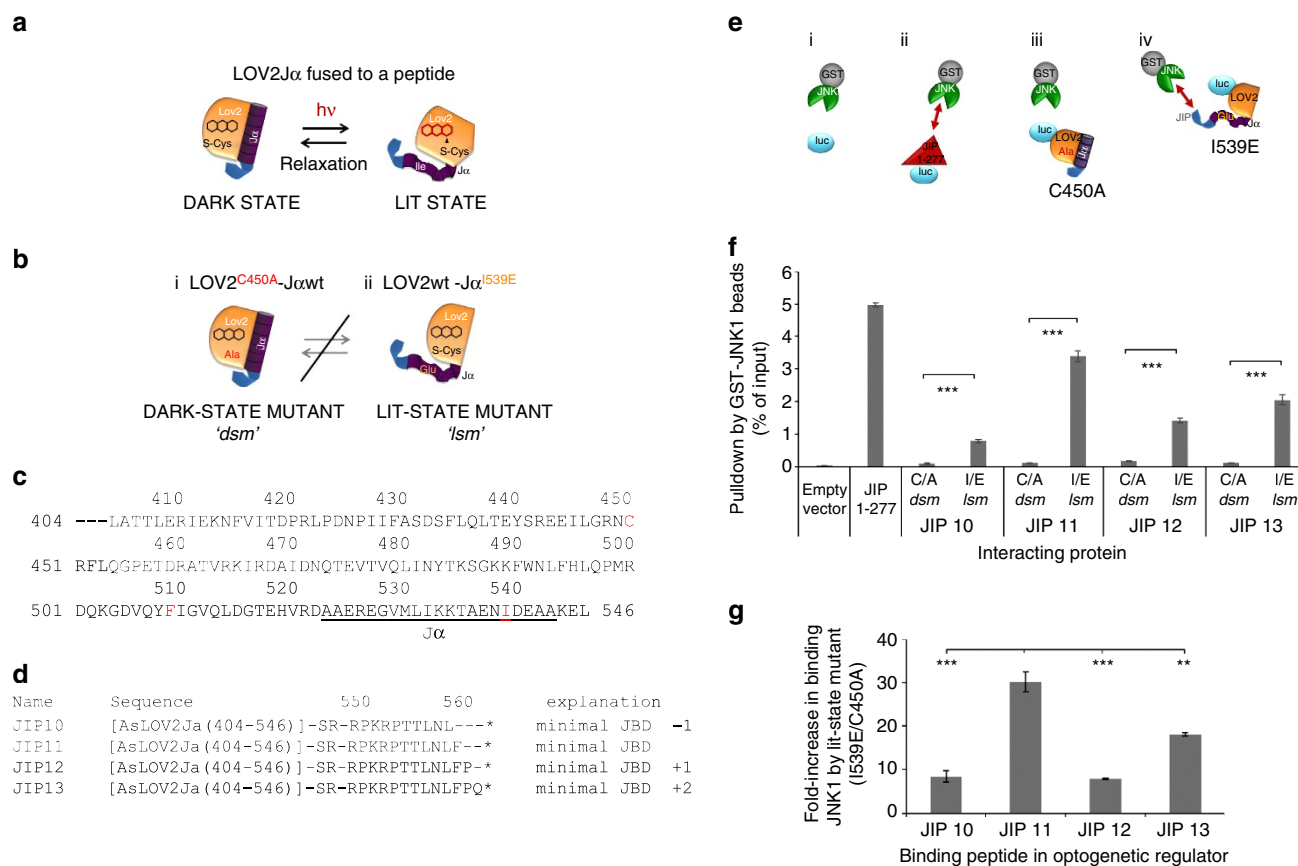 a
LOV2Jα fused to a peptide
Lov2
S-Cys
Jα
hν
Relaxation
Lov2
S-Cys
Ile
Jα
DARK STATE
LIT STATE
b
i LOV2C450A-Jαwt
ii LOV2wt -JαI539E
Lov2
Ala
Jα
Lov2
S-Cys
Glu
Jα
DARK-STATE MUTANT
'dsm'
LIT-STATE MUTANT
'lsm'
c
410 420 430 440 450
404 ---LATTLERIEKNFVITDPRLPDNPIIFASDSFLQLTEYSREEILGRNC
460 470 480 490 501
451 RFLQGPETDRATVRKIRDAIDNQTEVTVQLINYTKSGKKFWNLFHLQPMR
510 520 530 540
501 DQKGDVQYFIGVQLDGTEHVRDAAEREGVMLIKKTAENIDEAAKEL 546
Jα
d
Name Sequence 550 560 explanation
JIP10 [AsLOV2Ja(404-546)]-SR-RPKRPTTLNL---* minimal JBD -1
JIP11 [AsLOV2Ja(404-546)]-SR-RPKRPTTLNLF--* minimal JBD
JIP12 [AsLOV2Ja(404-546)]-SR-RPKRPTTLNLFP-* minimal JBD +1
JIP13 [AsLOV2Ja(404-546)]-SR-RPKRPTTLNLFPQ* minimal JBD +2
e
i
GST
JNK
luc
ii
GST
JNK
JIP
1-277
luc
iii
GST
JNK
luc
LOV2
Ala
Jα
C450A
iv
GST
JNK
luc
LOV2
JIP
Glu
Jα
I539E
f
Pulldown by GST-JNK1 beads
(% of input)
6
5
4
3
2
1
0
***
***
***
***
Empty
vector
JIP
1-277
C/A
dsm
I/E
lsm
C/A
dsm
I/E
lsm
C/A
dsm
I/E
lsm
C/A
dsm
I/E
lsm
JIP 10
JIP 11
JIP 12
JIP 13
Interacting protein
g
Fold-increase in binding
JNK1 by lit-state mutant
(I539E/C450A)
40
30
20
10
0
***
***
**
JIP 10
JIP 11
JIP 12
JIP 13
Binding peptide in optogenetic regulator